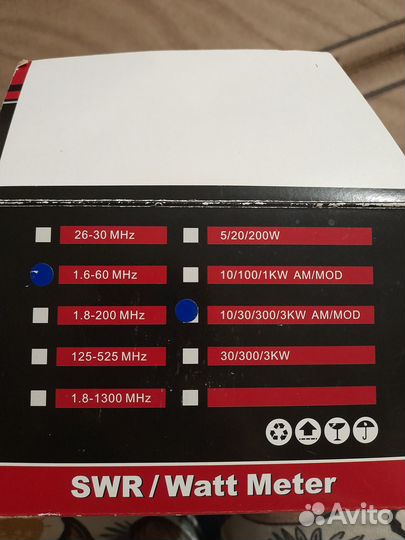 26-30 MHz 5/20/200W
1.6-60 MHz 10/100/1KW AM/MOD
1.8-200 MHz 10/30/300/3KW AM/MOD
125-525 MHz 30/300/3KW
1.8-1300 MHz
SWR/Watt Meter
Avito